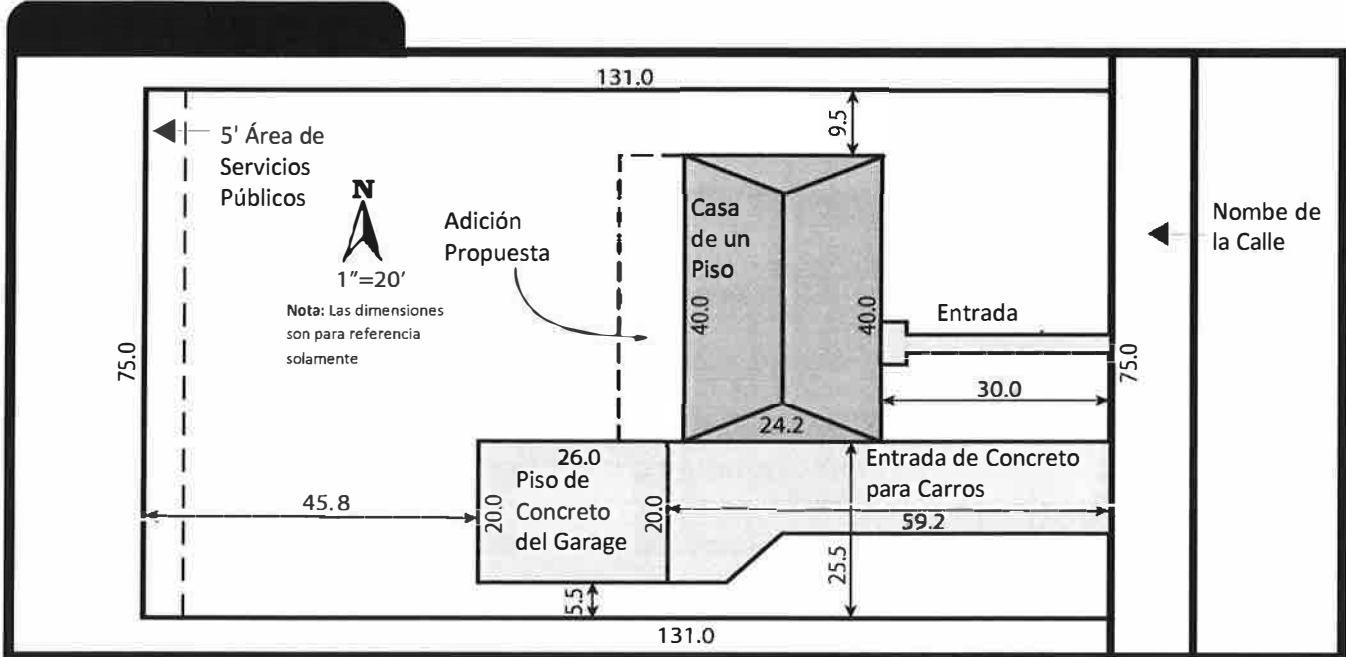 131.0
9.5
5' Área de
Servicios
Públicos
N
1"=20'
Nota: Las dimensiones
son para referencia
solamente
Adición
Propuesta
Casa
de un
Piso
40.0
40.0
24.2
Nombe de
la Calle
Entrada
75.0
75.0
30.0
26.0
Piso de
Concreto
del Garage
20.0
20.0
45.8
Entrada de Concreto
para Carros
59.2
25.5
5.5
131.0